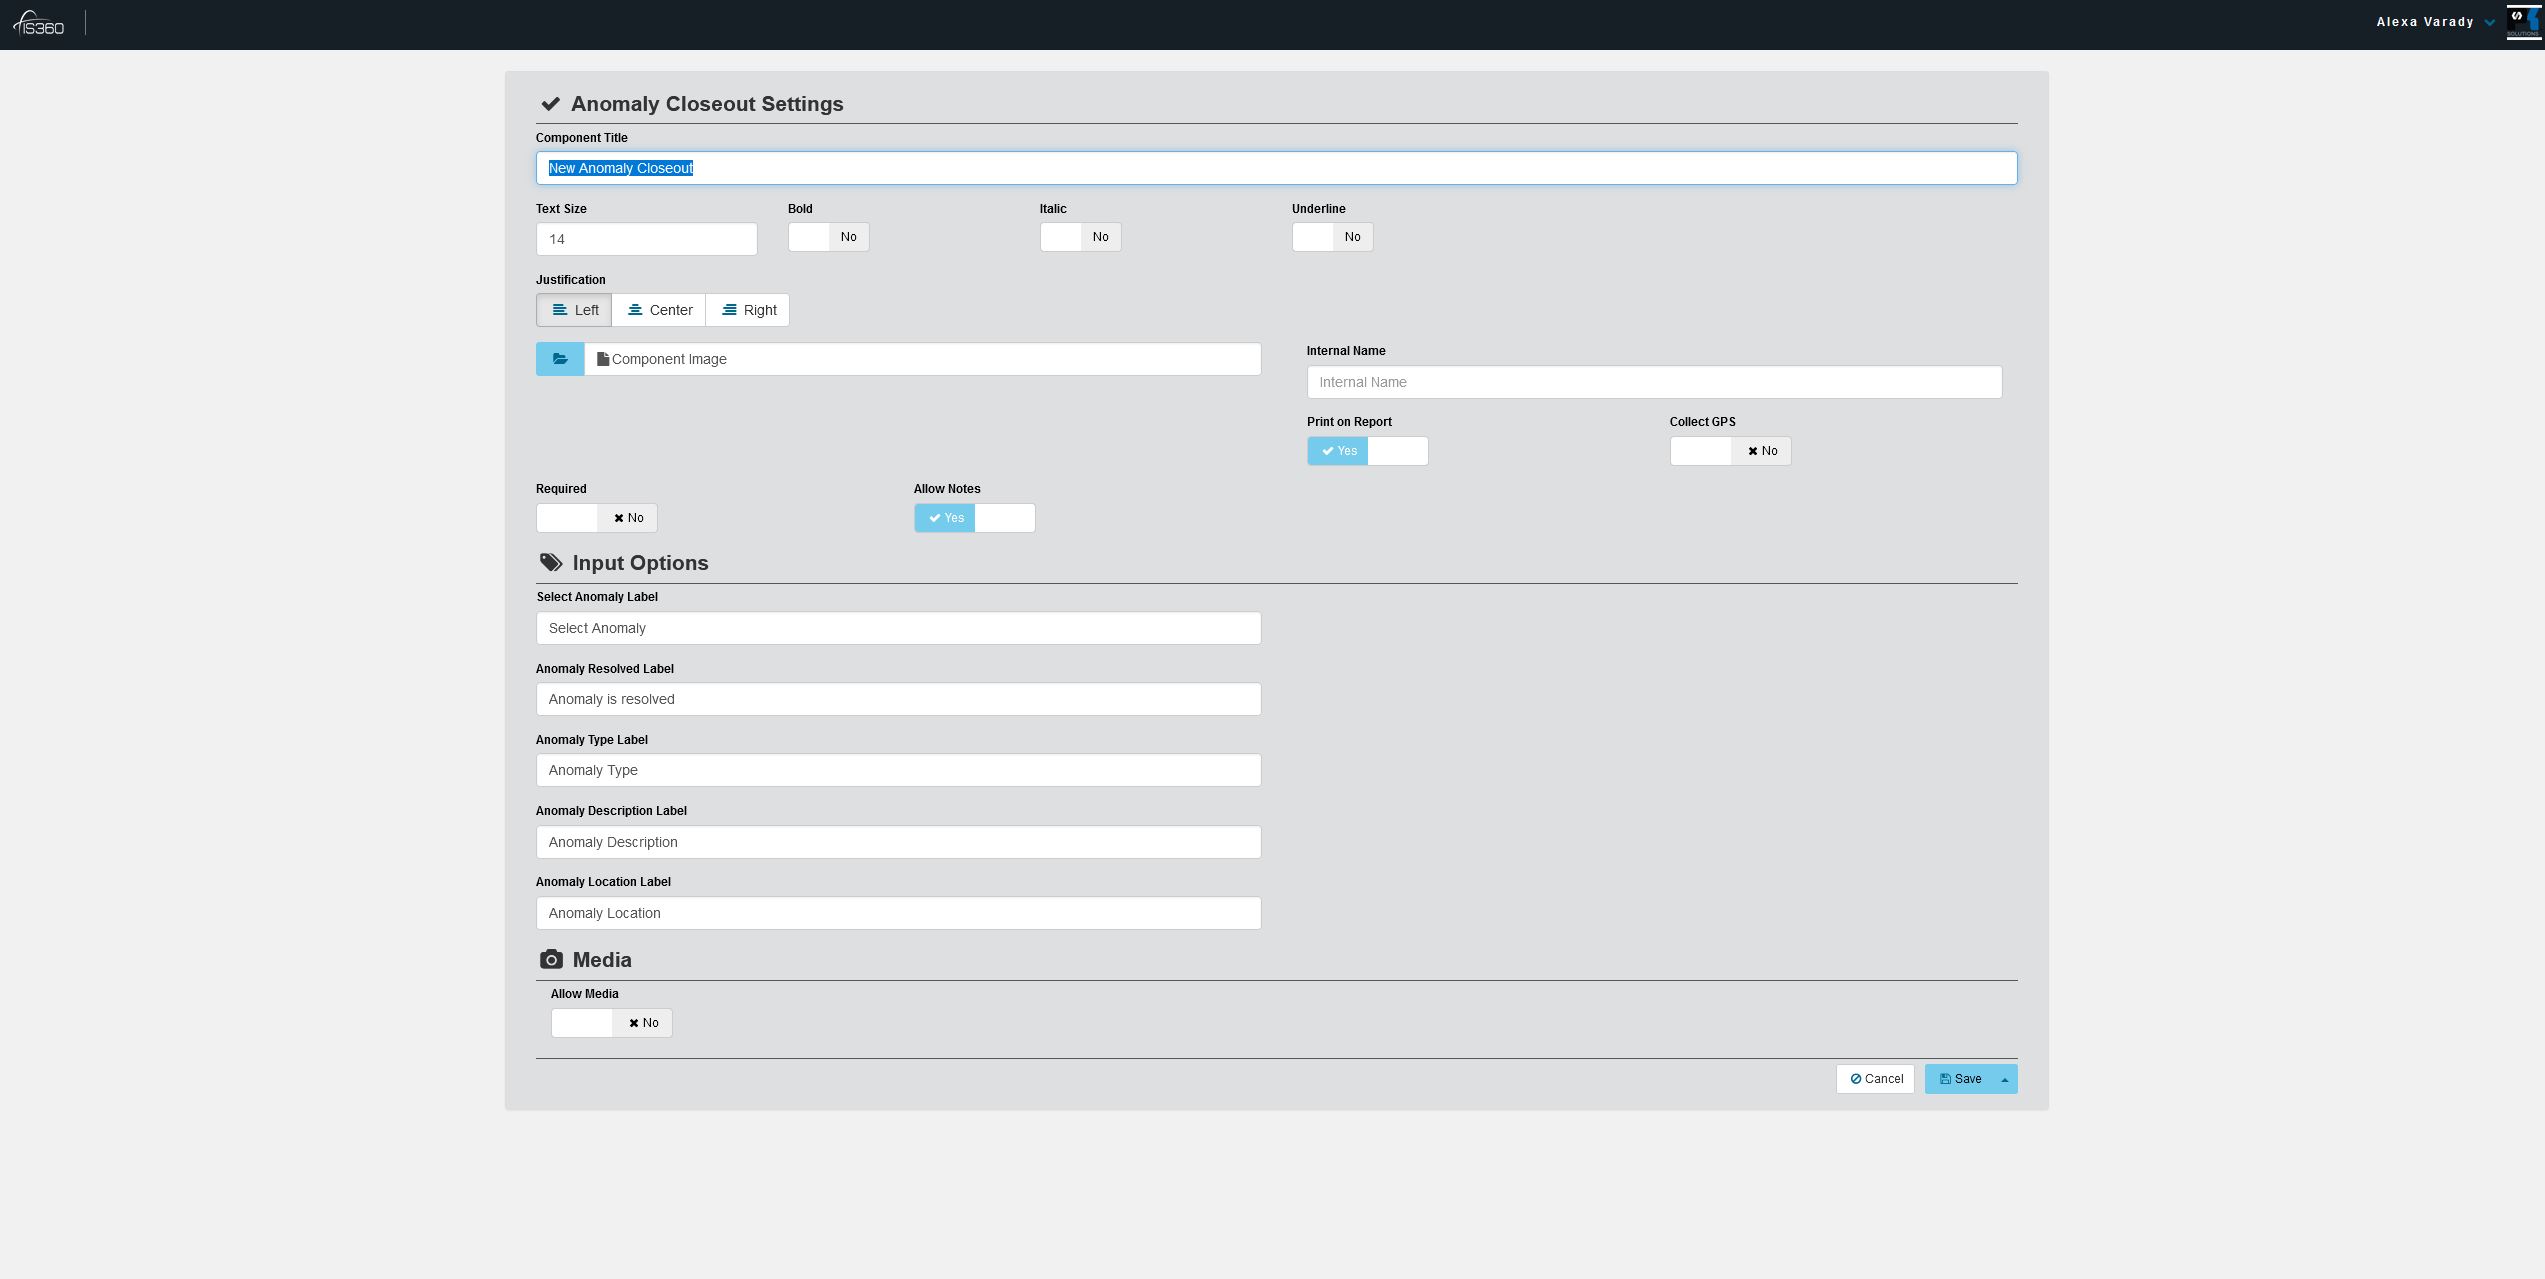 IS360
Alexa Varady
SOLUTIONS
Anomaly Closeout Settings
Component Title
New Anomaly Closeout
Text Size
Bold
Italic
Underline
14
No
No
No
Justification
Left
Center
Right
Component Image
Internal Name
Internal Name
Print on Report
Collect GPS
Yes
No
Required
Allow Notes
No
Yes
Input Options
Select Anomaly Label
Select Anomaly
Anomaly Resolved Label
Anomaly is resolved
Anomaly Type Label
Anomaly Type
Anomaly Description Label
Anomaly Description
Anomaly Location Label
Anomaly Location
Media
Allow Media
No
Cancel
Save